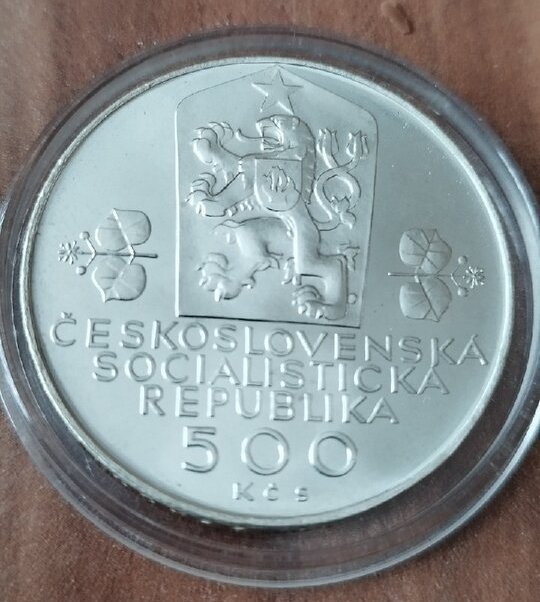 ČESKOSLOVENSKÁ
SOCIALISTICKÁ
REPUBLIKA
500
Kčs